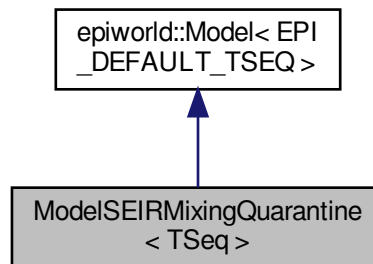 epiworld::Model< EPI
_DEFAULT_TSEQ >
ModelSEIRMixingQuarantine
< TSeq >